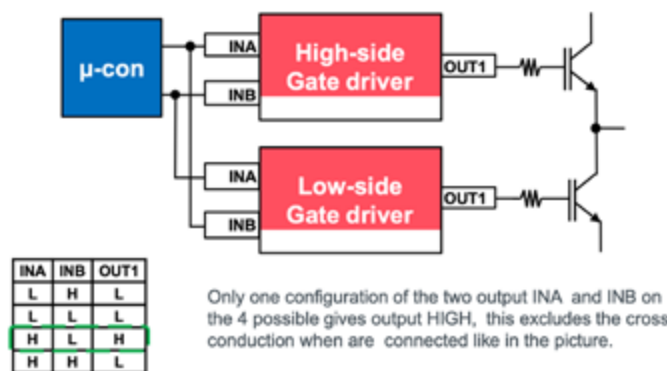 μ-con
INA
High-side
Gate driver
OUT1
INB
INA
Low-side
Gate driver
OUT1
INB
INA INB OUT1
L H L
L L L
H L H
H H L
Only one configuration of the two output INA and INB on
the 4 possible gives output HIGH, this excludes the cross
conduction when are connected like in the picture.